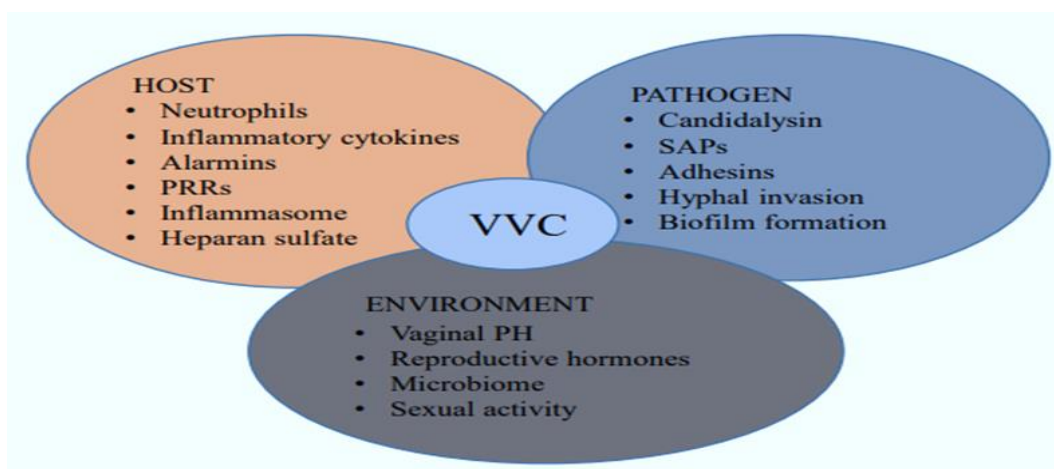 HOST
• Neutrophils
• Inflammatory cytokines
• Alarmins
• PRRs
• Inflammasome
• Heparan sulfate
PATHOGEN
• Candidalysin
• SAPs
• Adhesins
• Hyphal invasion
• Biofilm formation
VVC
ENVIRONMENT
• Vaginal PH
• Reproductive hormones
• Microbiome
• Sexual activity